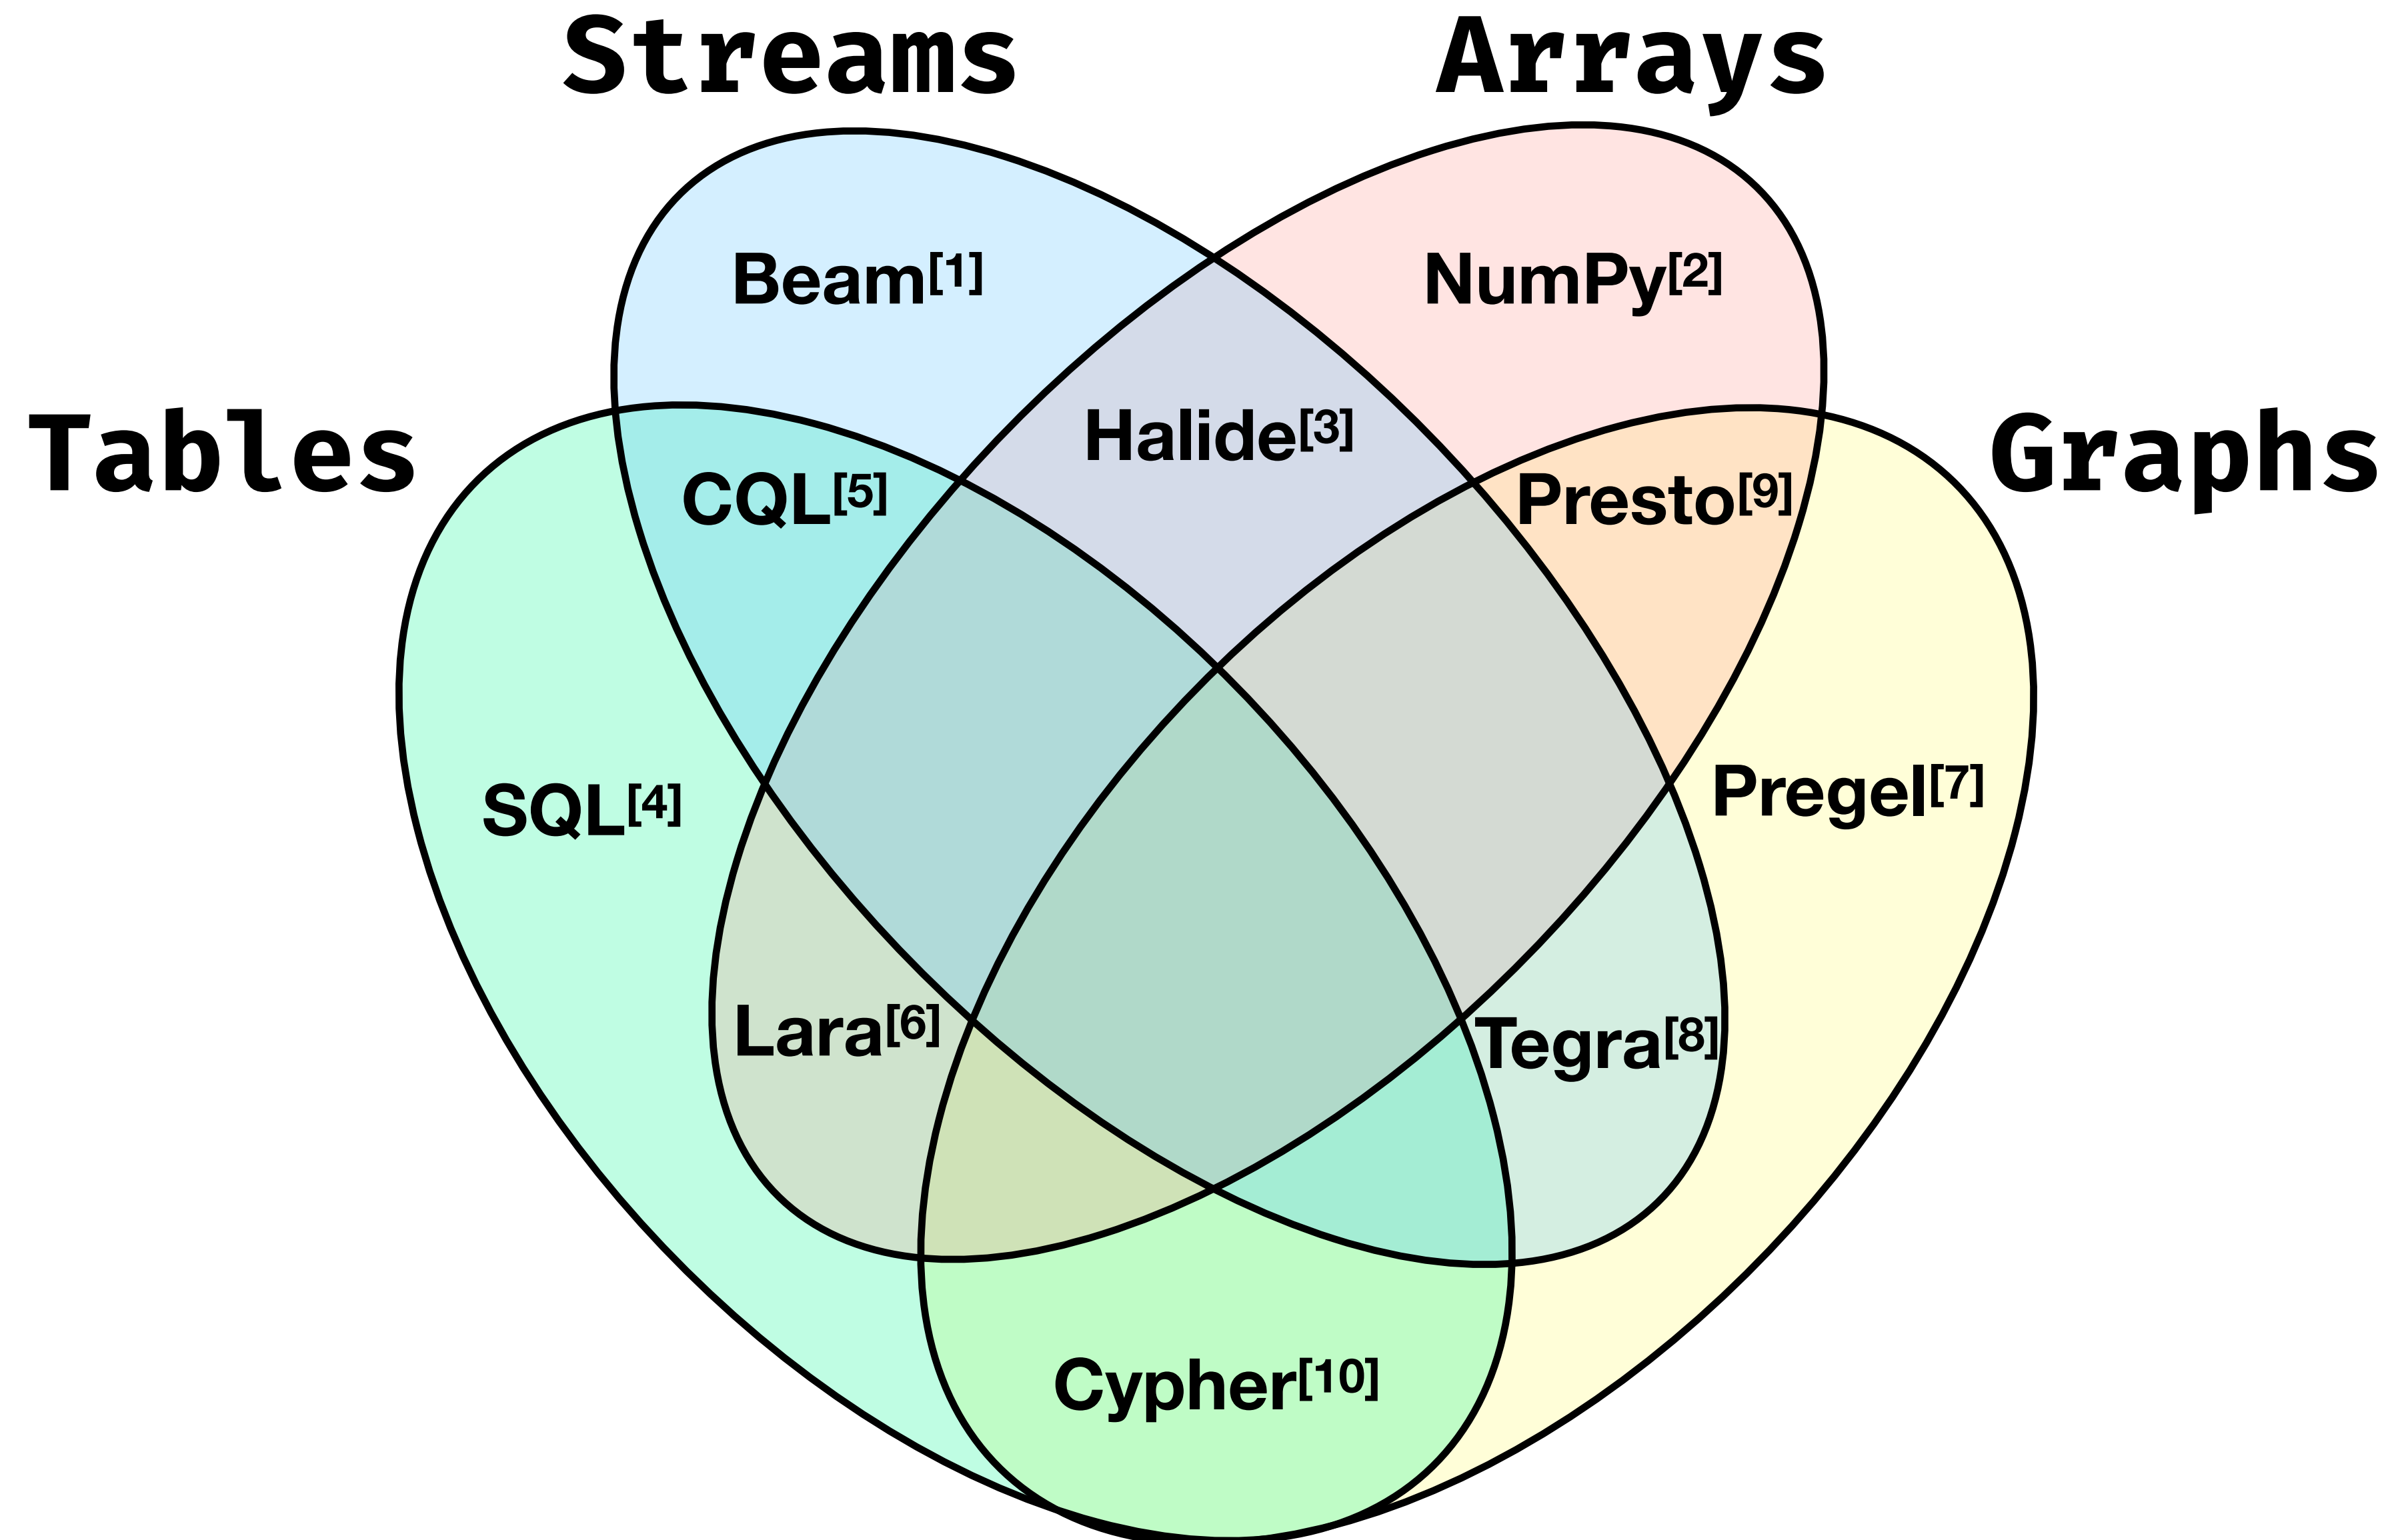 Streams
Arrays
Tables
Graphs
Beam[1]
NumPy[2]
Halide[3]
CQL[5]
Presto[9]
SQL[4]
Pregel[7]
Lara[6]
Tegra[8]
Cypher[10]